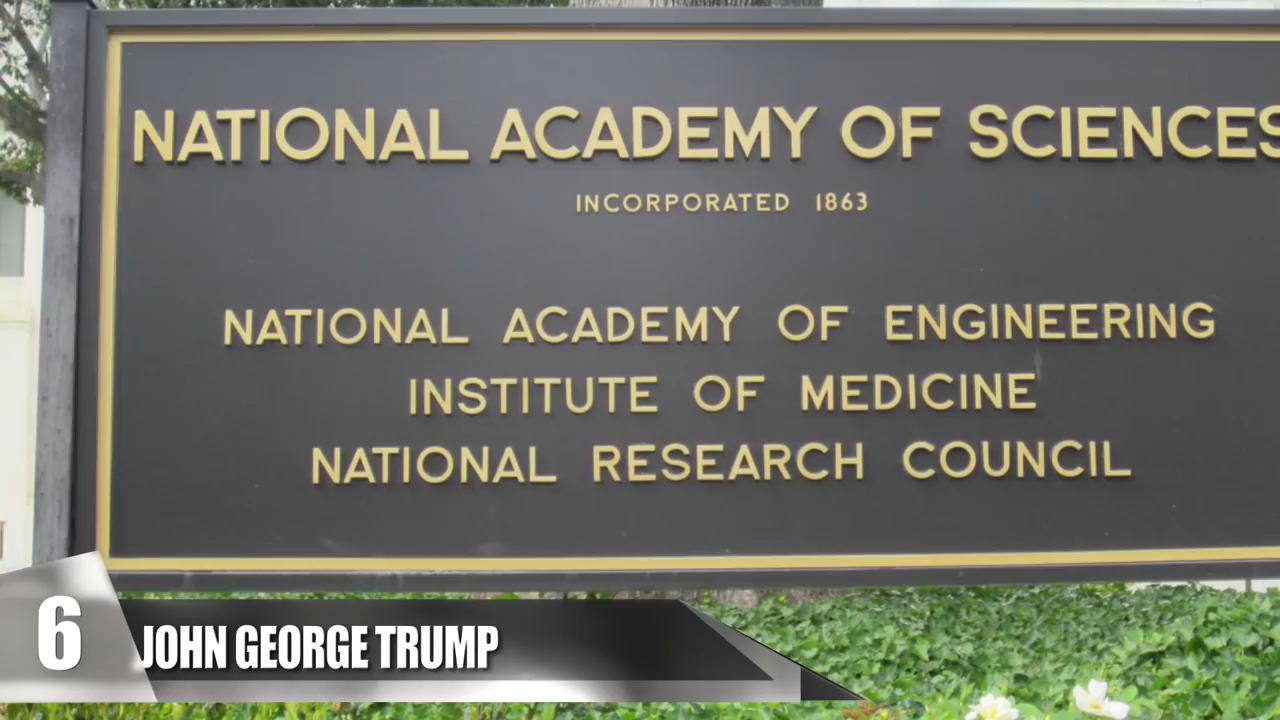 NATIONAL ACADEMY OF SCIENCES
INCORPORATED 1863
NATIONAL ACADEMY OF ENGINEERING
INSTITUTE OF MEDICINE
NATIONAL RESEARCH COUNCIL
6
JOHN GEORGE TRUMP